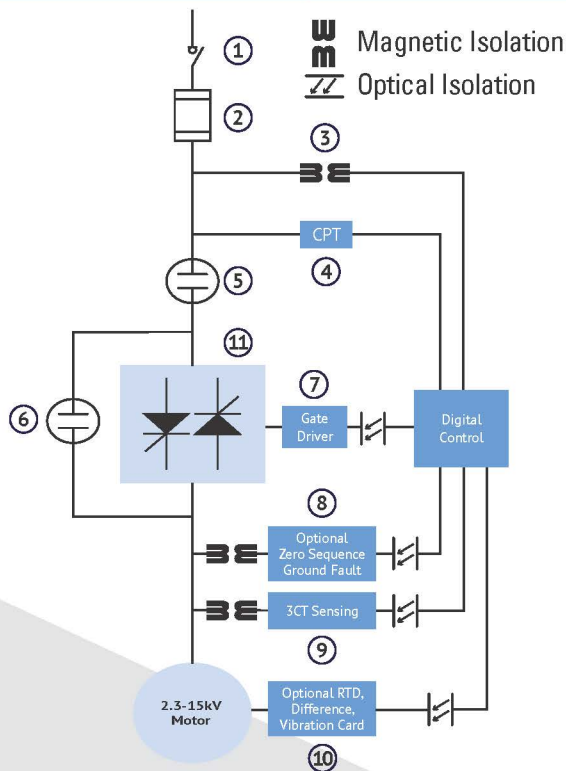 ①
Magnetic Isolation
②
Optical Isolation
③
CPT
④
⑤
⑪
⑥
⑦
Gate
Driver
Digital
Control
⑧
Optional
Zero Sequence
Ground Fault
3CT Sensing
⑨
2.3-15kV
Motor
Optional RTD,
Difference,
Vibration Card
⑩